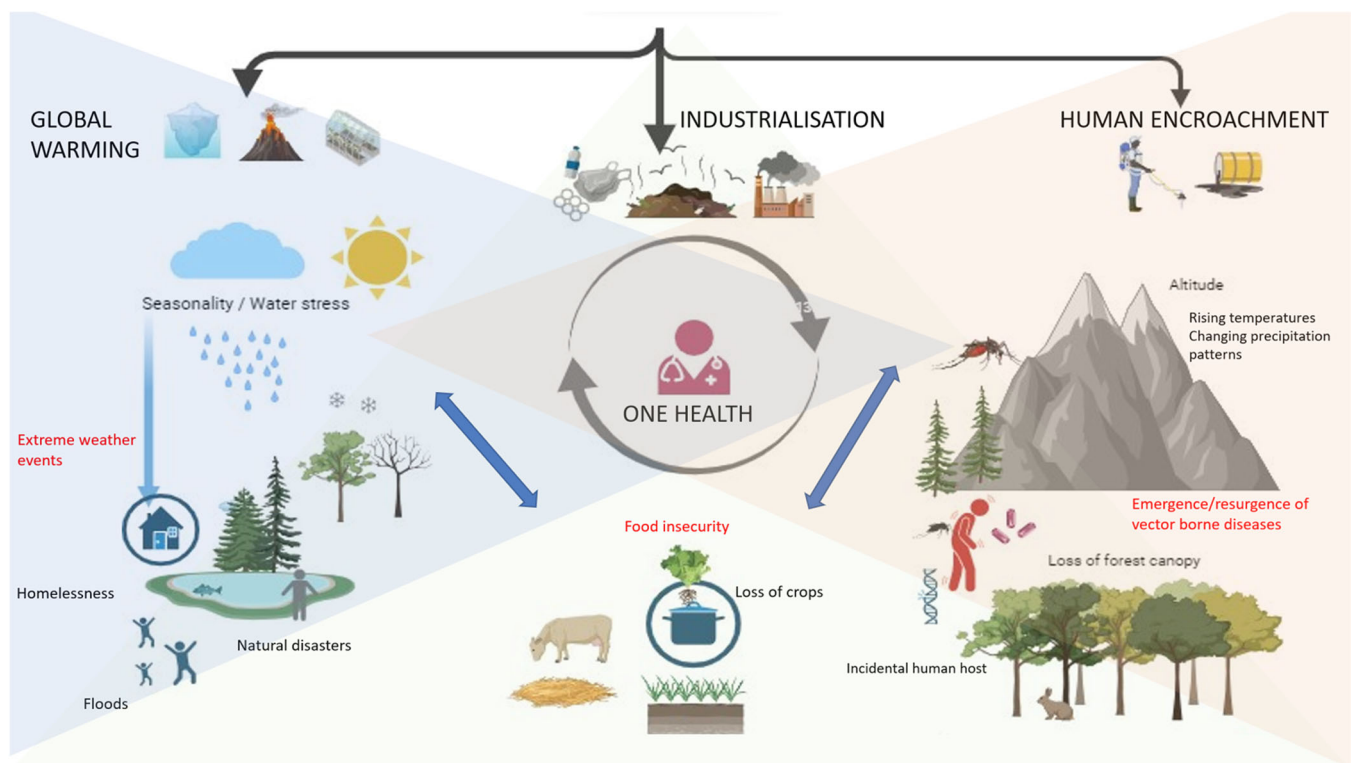 GLOBAL
WARMING
INDUSTRIALISATION
HUMAN ENCROACHMENT
Seasonality / Water stress
Extreme weather
events
Homelessness
Natural disasters
Floods
13
ONE HEALTH
Food insecurity
Loss of crops
Altitude
Rising temperatures
Changing precipitation
patterns
Emergence/resurgence of
vector borne diseases
Loss of forest canopy
Incidental human host